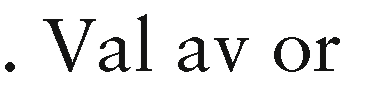 . Val av or